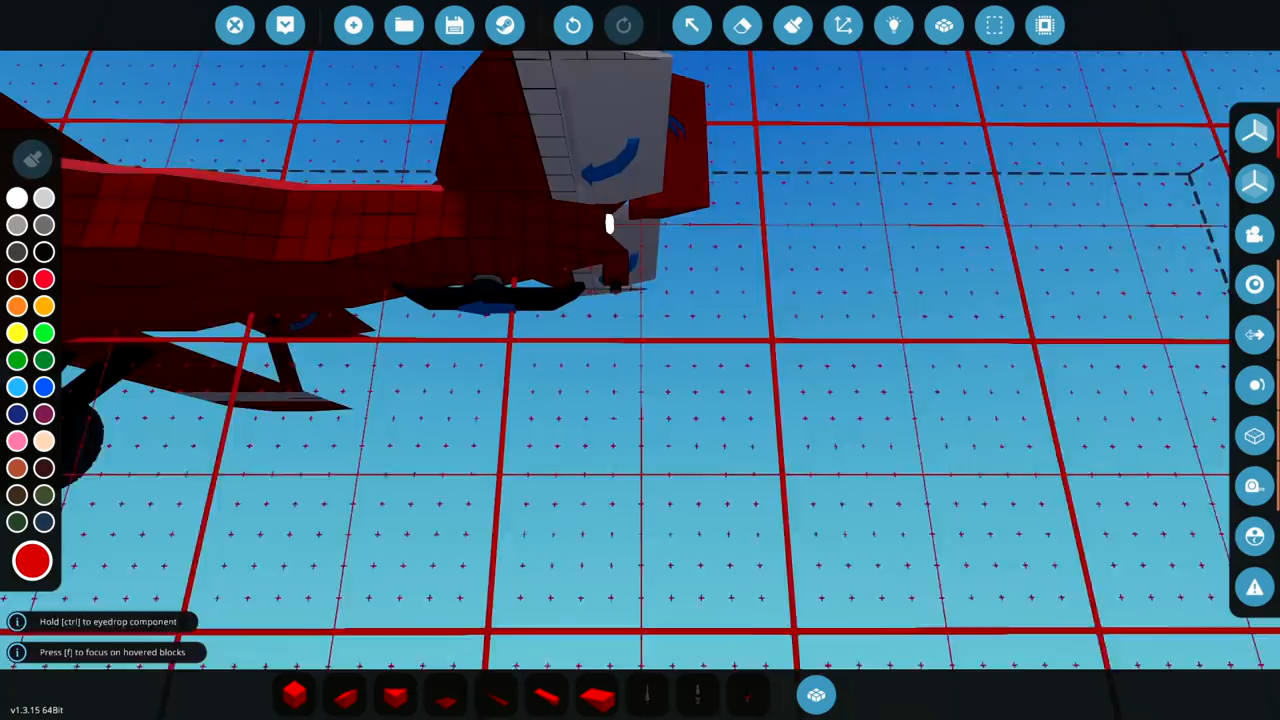 Hold [ctrl] to eyedrop component
Press [f] to focus on hovered blocks
v1.3.15 64Bit